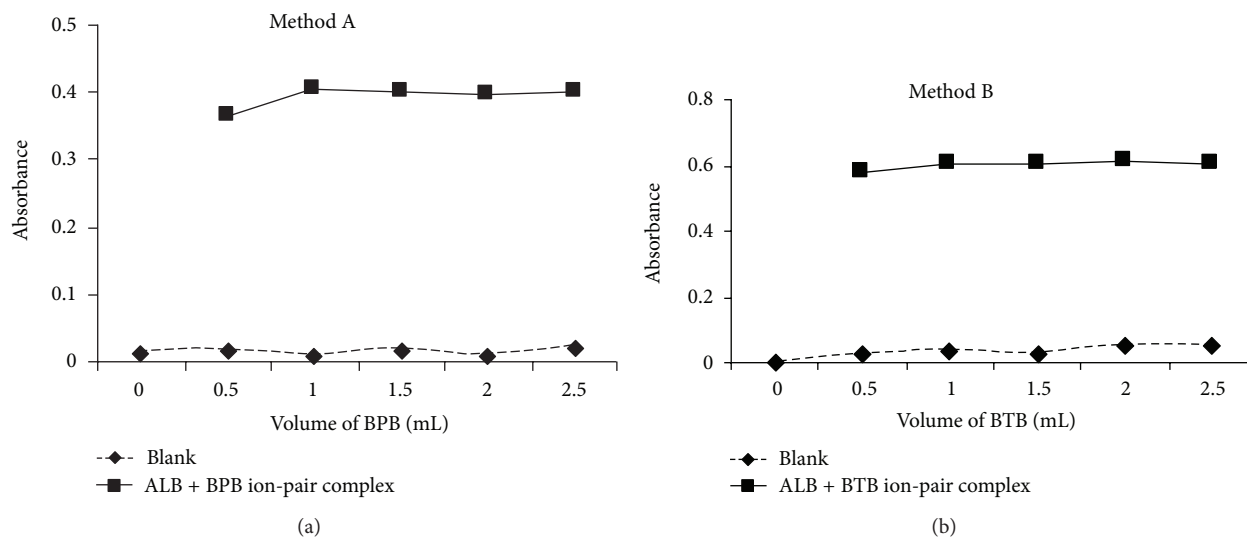 Method A
0.5
0.4
0.3
0.2
0.1
0
Absorbance
0 0.5 1 1.5 2 2.5
Volume of BPB (mL)
Blank
ALB + BPB ion-pair complex
(a)
Method B
0.8
0.6
0.4
0.2
0
Absorbance
0 0.5 1 1.5 2 2.5
Volume of BTB (mL)
Blank
ALB + BTB ion-pair complex
(b)